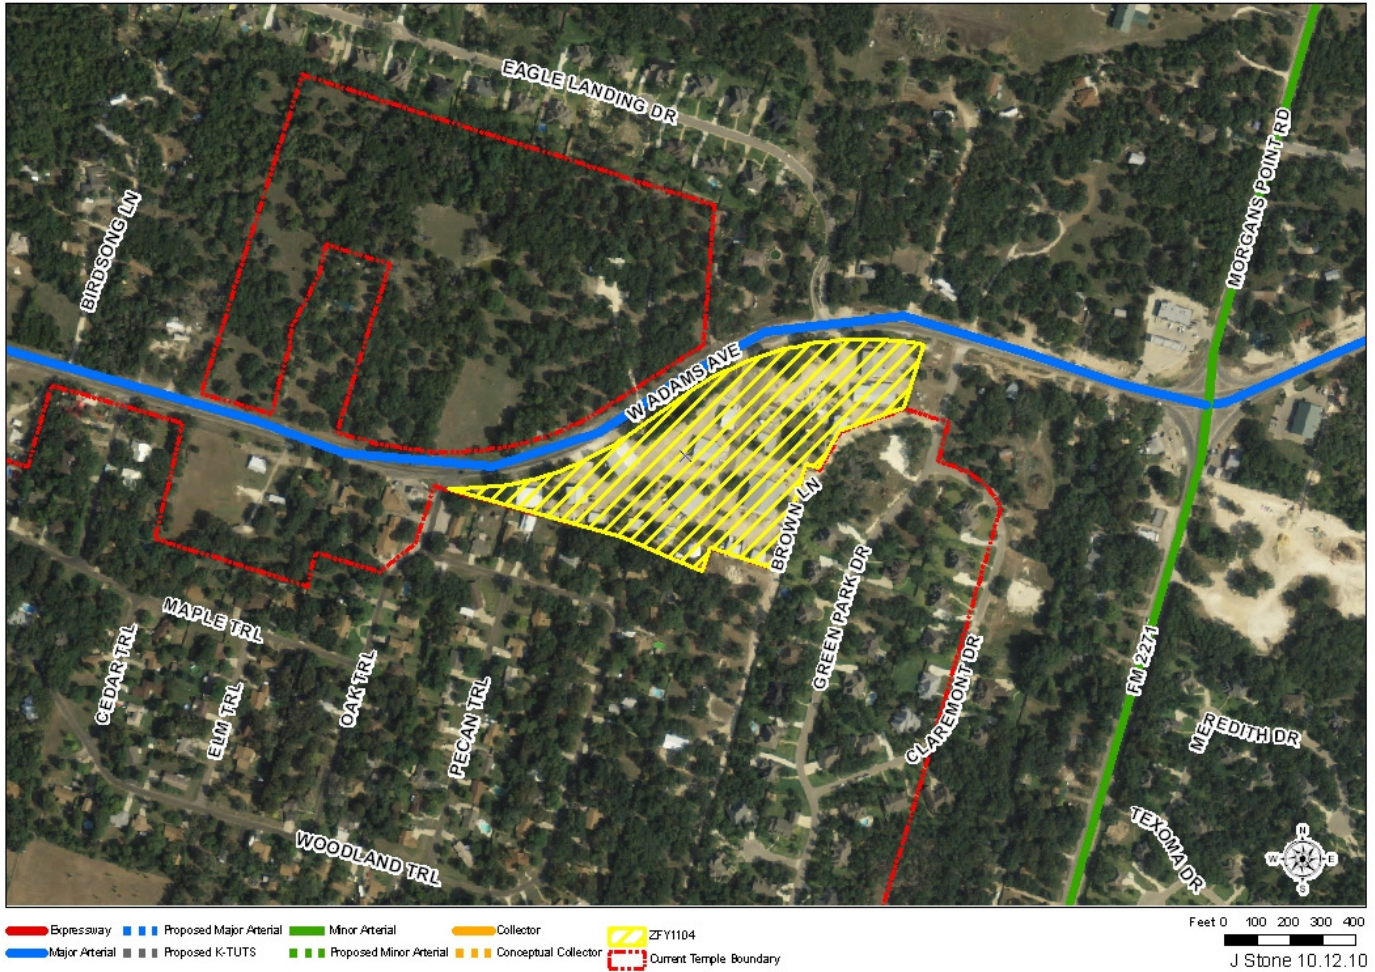 EAGLE LANDING DR
MORGANS POINT RD
BIRDSONG LN
W ADAMS AVE
BROWN LN
GREEN PARK DR
MAPLE TRL
CEDAR TRL
ELM TRL
OAK TRL
PECAN TRL
CLAREMONT DR
FM 2271
MEREDITH DR
TEXOMA DR
WOODLAND TRL
N
W E
S
Expressway Proposed Major Arterial Minor Arterial Collector ZFY1104
Major Arterial Proposed K-TUTS Proposed Minor Arterial Conceptual Collector Current Temple Boundary
Feet 0 100 200 300 400
J Stone 10.12.10